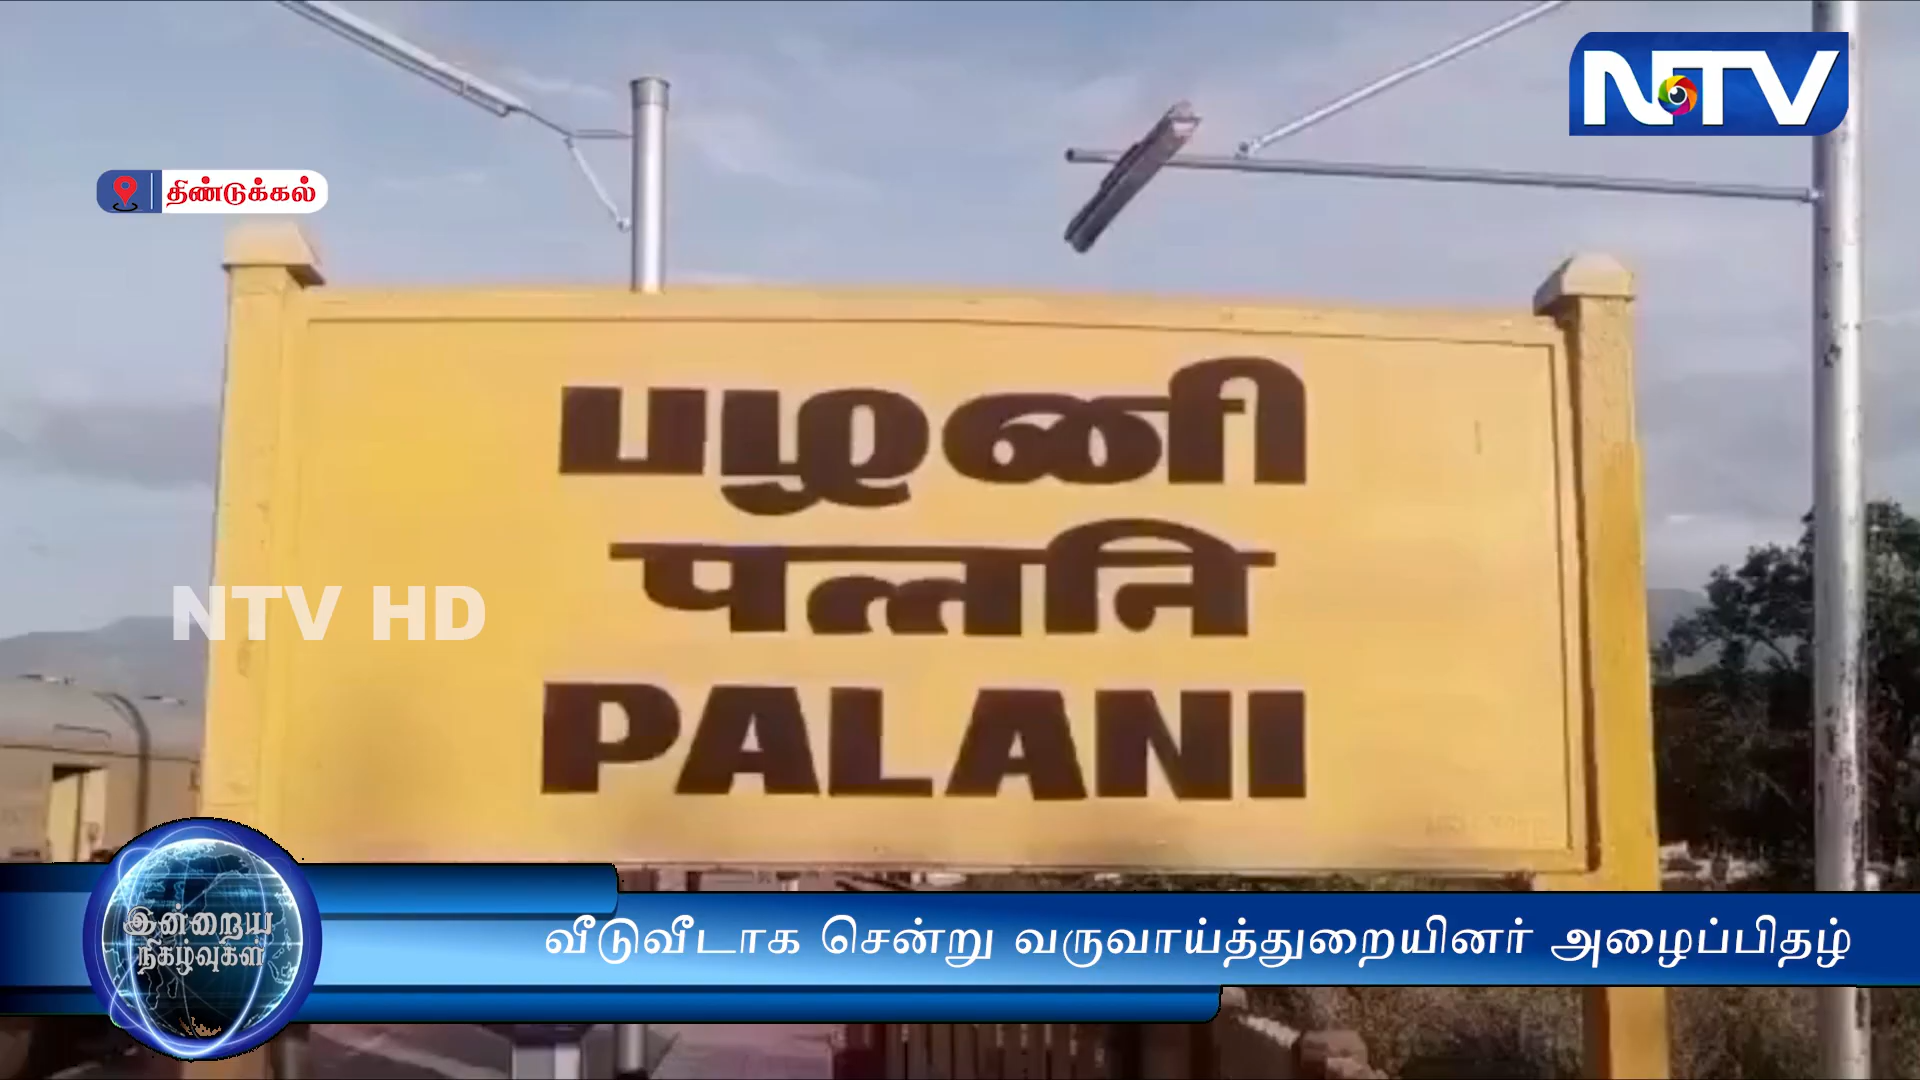 NTV
திண்டுக்கல்
பழனி
पलनि
PALANI
NTV HD
இன்றைய
நிகழ்வுகள்
வீடுவீடாக சென்று வருவாய்த்துறையினர் அழைப்பிதழ்